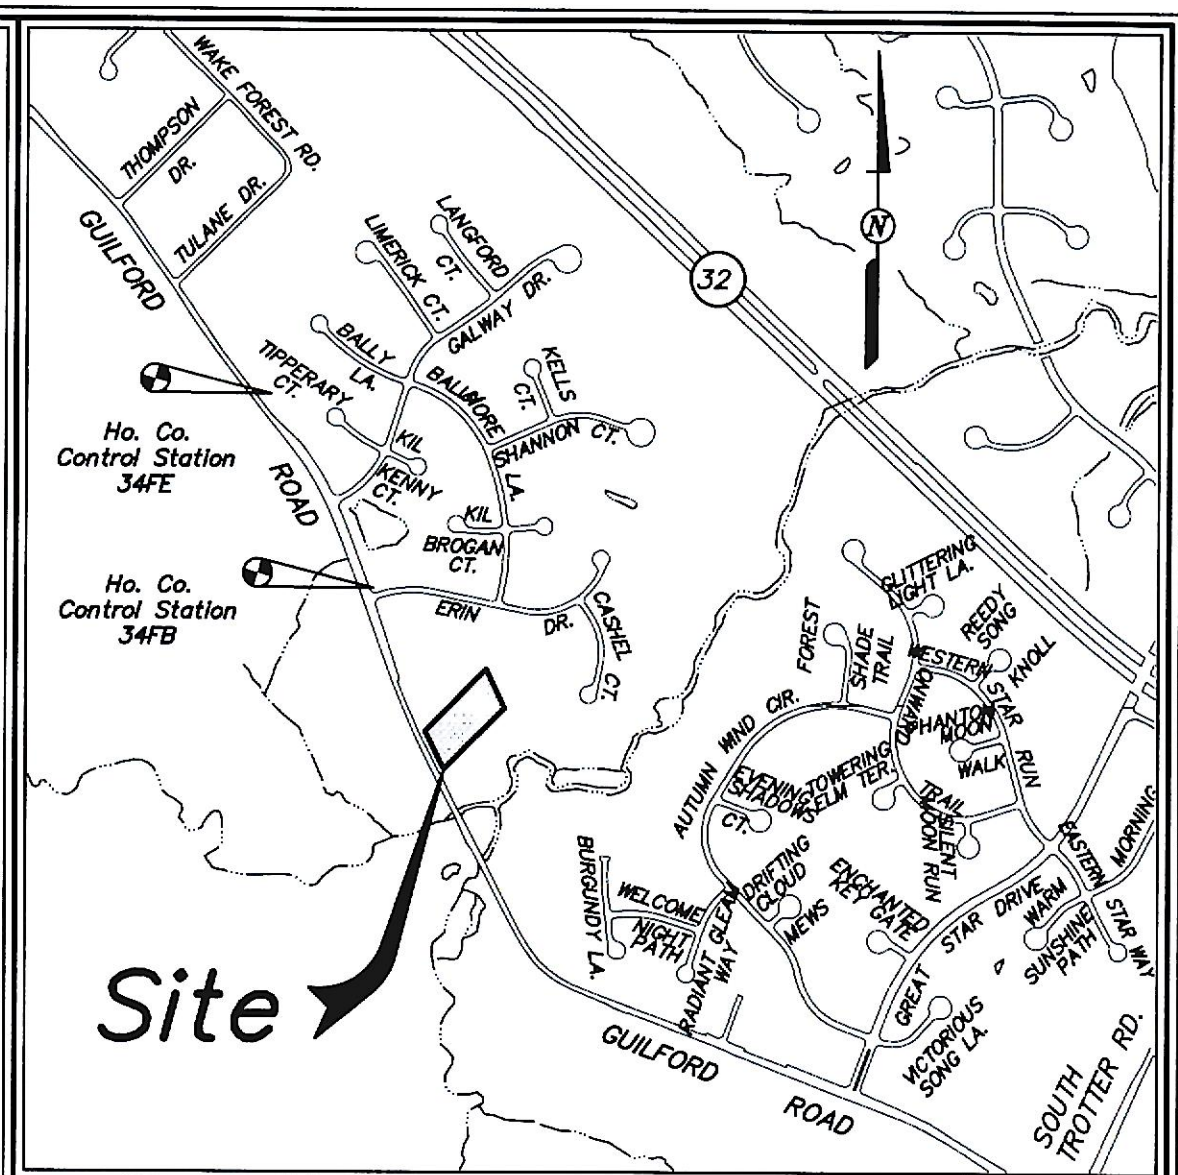 WAKE FOREST RD.
THOMPSON
DR.
TULANE DR.
GUILFORD
ROAD
LANGFORD
CT.
LIMERICK CT.
GALWAY DR.
32
N
BALLY
LA.
TIPPERARY
CT.
KELLS
CT.
SHANNON CT.
LA.
KIL
KENNY
CT.
KIL
BROGAN
CT.
Ho. Co.
Control Station
34FE
Ho. Co.
Control Station
34FB
ERIN DR.
CASHEL CT.
GLITTERING
LIGHT LA.
REEDY
SONG
KNOLL
FOREST
SHADE
TRAIL
WESTERN
STAR
RUN
PHANTOM
MOON
WALK
AUTUMN WIND CIR.
EVENING
SHADOWS
CT.
TOWERING
ELM TER.
TRAIL
SILENT
MOON RUN
EASTERN
STAR WAY
MORNING
BURGUNDY LA.
WELCOME
NIGHT
PATH
RADIANT GLEAM
WAY
DRIFTING
CLOUD
MEWS
ENCHANTED
KEY GATE
GREAT STAR DRIVE
WARM
SUNSHINE
PATH
VICTORIOUS
SONG LA.
Site
GUILFORD
ROAD
SOUTH
TROTTER RD.